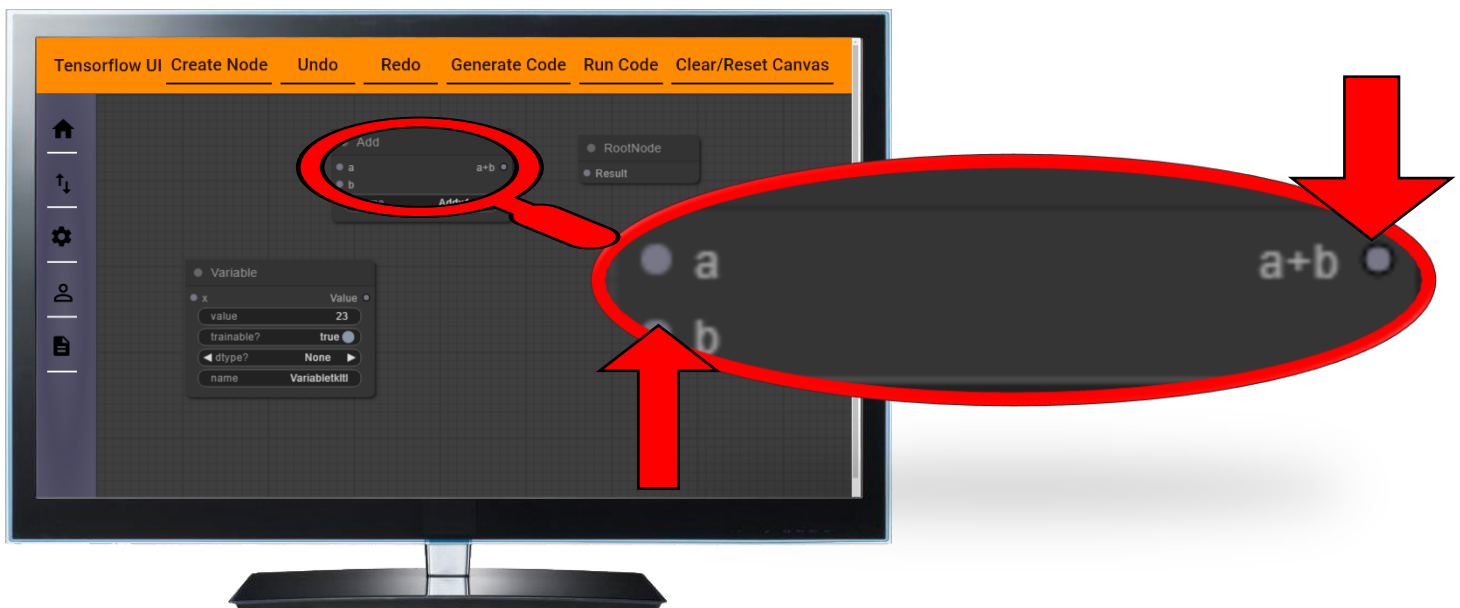 Tensorflow UI Create Node Undo Redo Generate Code Run Code Clear/Reset Canvas
Add
a a+b
b
RootNode
Result
a a+b
b
Variable
x Value
value 23
trainable? true
dtype? None
name Variabletkltl